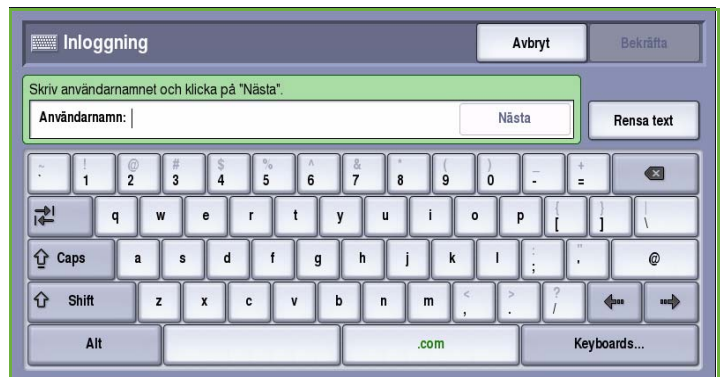 Inloggning Avbryt Bekräfta
Skriv användarnamnet och klicka på "Nästa".
Användarnamn: Nästa Rensa text
~ ! @ # $ % ^ & * ( ) _ +
` 1 2 3 4 5 6 7 8 9 0 - =
q w e r t y u i o p { [ } ] | \
Caps a s d f g h j k l : ; " ' @
Shift z x c v b n m < , > . ? /
Alt .com Keyboards...